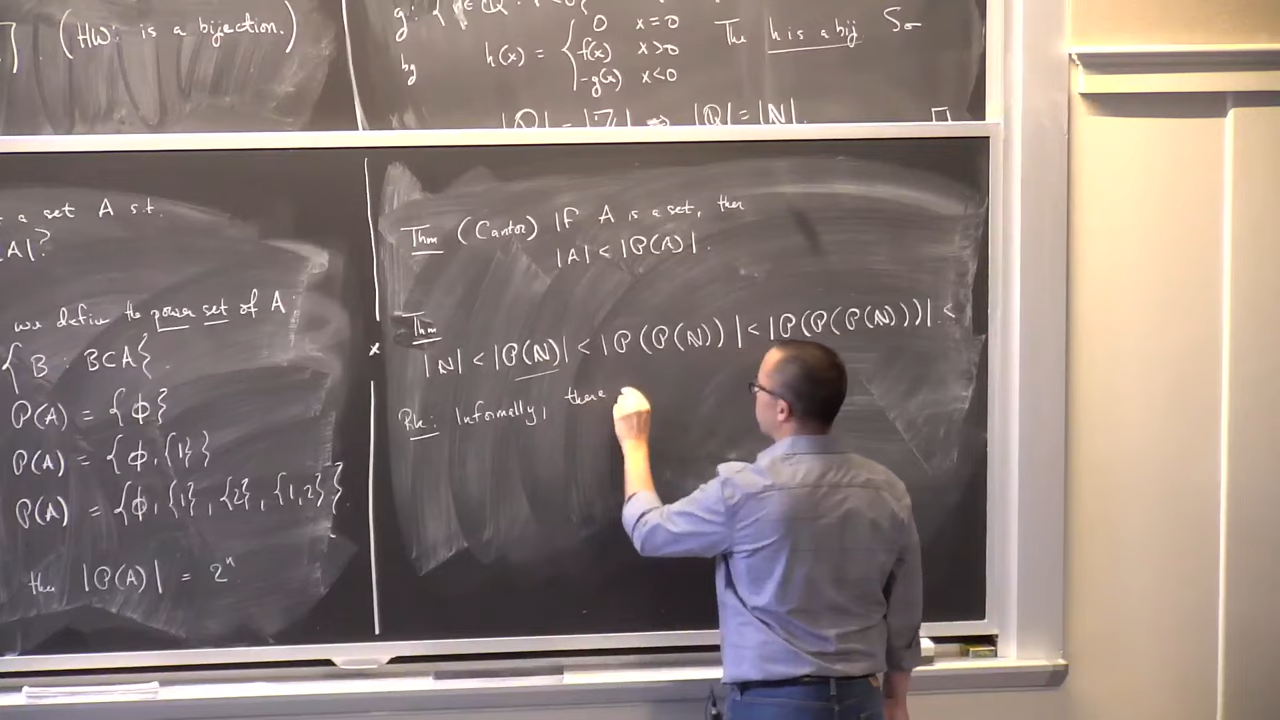 ]. (HW: is a bijection.)
g: {
by h(x) = { 0 x=0
f(x) x>0
-g(x) x<0
The h is a bij. So
|Q| = |Z| ⇒ |Q| = |N|. □
a set A s.t.
|A|?
we define the power set of A:
{ B : B⊂A}.
℘(A) = {ϕ}
℘(A) = {ϕ, {1}}
℘(A) = {ϕ, {1}, {2}, {1,2}}.
then |℘(A)| = 2ⁿ
Thm (Cantor) If A is a set, then
|A| < |℘(A)|.
Thm
|N| < |℘(N)| < |℘(℘(N))| < |℘(℘(℘(N)))| <
Rk: Informally, there